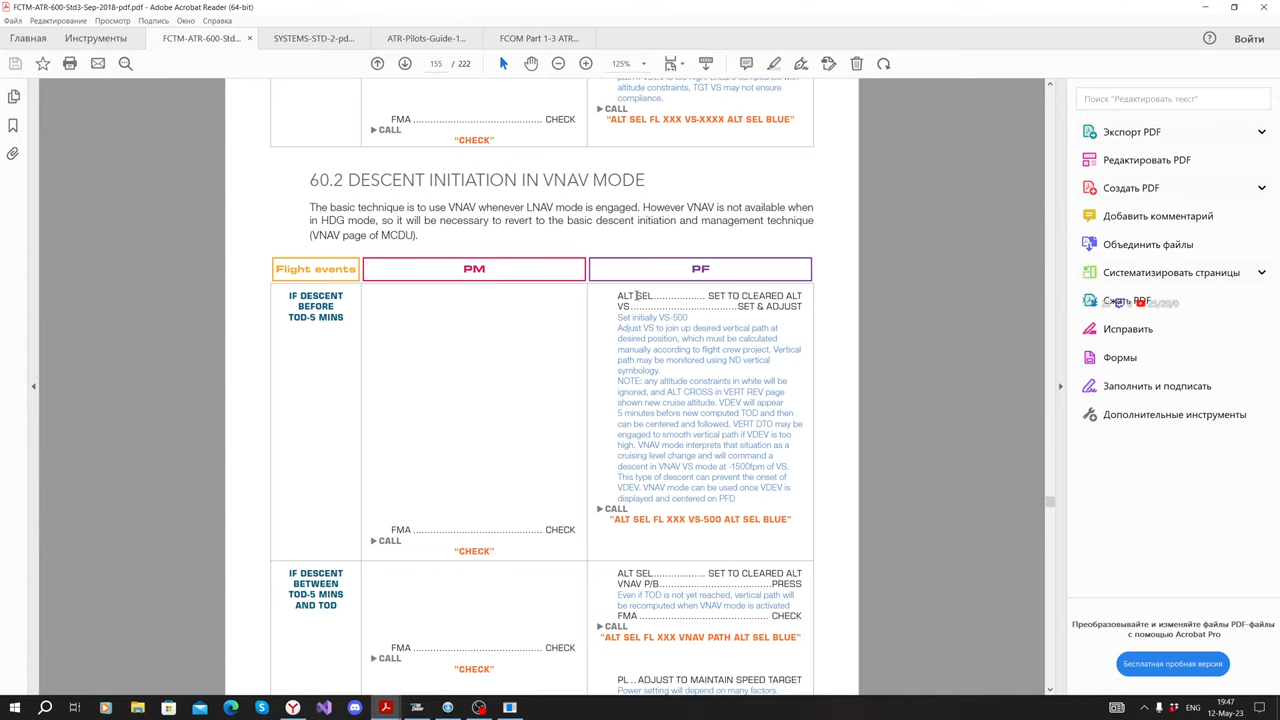 FCTM-ATR-600-Std3-Sep-2018-pdf.pdf - Adobe Acrobat Reader (64-bit)
Файл Редактирование Просмотр Подпись Окно Справка
Главная Инструменты FCTM-ATR-600-Std... × SYSTEMS-STD-2-pd... ATR-Pilots-Guide-1... FCOM Part 1-3 ATR... Войти
155 / 222 125%
altitude constraints, TGT VS may not ensure
compliance.
CALL
"ALT SEL FL XXX VS-XXXX ALT SEL BLUE"
FMA ............................................. CHECK
CALL
"CHECK"
60.2 DESCENT INITIATION IN VNAV MODE
The basic technique is to use VNAV whenever LNAV mode is engaged. However VNAV is not available when
in HDG mode, so it will be necessary to revert to the basic descent initiation and management technique
(VNAV page of MCDU).
Flight events PM PF
IF DESCENT
BEFORE
TOD-5 MINS
ALT SEL.................. SET TO CLEARED ALT
VS.....................................SET & ADJUST
Set initially VS-500
Adjust VS to join up desired vertical path at
desired position, which must be calculated
manually according to flight crew project. Vertical
path may be monitored using ND vertical
symbology.
NOTE: any altitude constraints in white will be
ignored, and ALT CROSS in VERT REV page
shown new cruise altitude. VDEV will appear
5 minutes before new computed TOD and then
can be centered and followed. VERT DTO may be
engaged to smooth vertical path if VDEV is too
high. VNAV mode interprets that situation as a
cruising level change and will command a
descent in VNAV VS mode at -1500fpm of VS.
This type of descent can prevent the onset of
VDEV. VNAV mode can be used once VDEV is
displayed and centered on PFD
CALL
"ALT SEL FL XXX VS-500 ALT SEL BLUE"
FMA ............................................. CHECK
CALL
"CHECK"
IF DESCENT
BETWEEN
TOD-5 MINS
AND TOD
ALT SEL.................. SET TO CLEARED ALT
VNAV P/B.......................................PRESS
Even if TOD is not yet reached, vertical path will
be recomputed when VNAV mode is activated
FMA ............................................. CHECK
CALL
"ALT SEL FL XXX VNAV PATH ALT SEL BLUE"
FMA ............................................. CHECK
CALL
"CHECK"
PL .. ADJUST TO MAINTAIN SPEED TARGET
Power setting will depend on many factors.
Поиск "Редактировать текст"
Экспорт PDF
Редактировать PDF
Создать PDF
Добавить комментарий
Объединить файлы
Систематизировать страницы
Сжать PDF
Исправить
Формы
Заполнить и подписать
Дополнительные инструменты
Преобразовывайте и изменяйте файлы PDF-файлы
с помощью Acrobat Pro
Бесплатная пробная версия
ENG
19:47
12-May-23